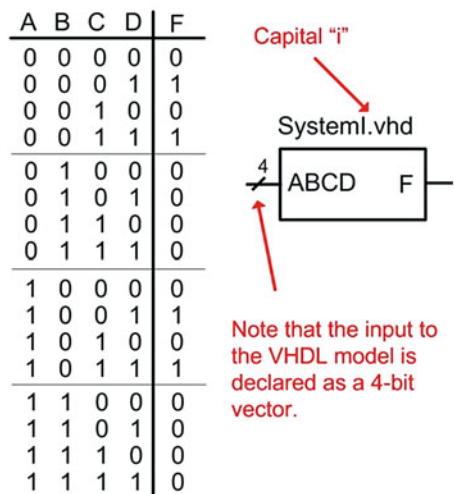 A B C D F
0 0 0 0 0
0 0 0 1 1
0 0 1 0 0
0 0 1 1 1
0 1 0 0 0
0 1 0 1 0
0 1 1 0 0
0 1 1 1 0
1 0 0 0 0
1 0 0 1 1
1 0 1 0 0
1 0 1 1 1
1 1 0 0 0
1 1 0 1 0
1 1 1 0 0
1 1 1 1 0
Capital “i”
SystemI.vhd
4
ABCD F
Note that the input to
the VHDL model is
declared as a 4-bit
vector.